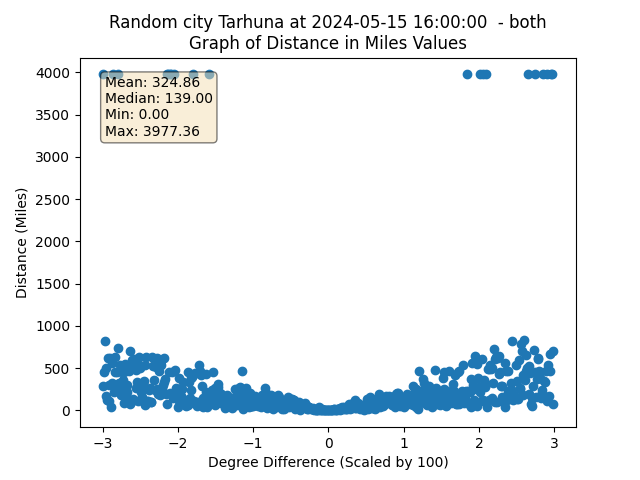 Random city Tarhuna at 2024-05-15 16:00:00 - both
Graph of Distance in Miles Values
4000
3500
3000
2500
2000
1500
1000
500
0
Distance (Miles)
Mean: 324.86
Median: 139.00
Min: 0.00
Max: 3977.36
−3 −2 −1 0 1 2 3
Degree Difference (Scaled by 100)